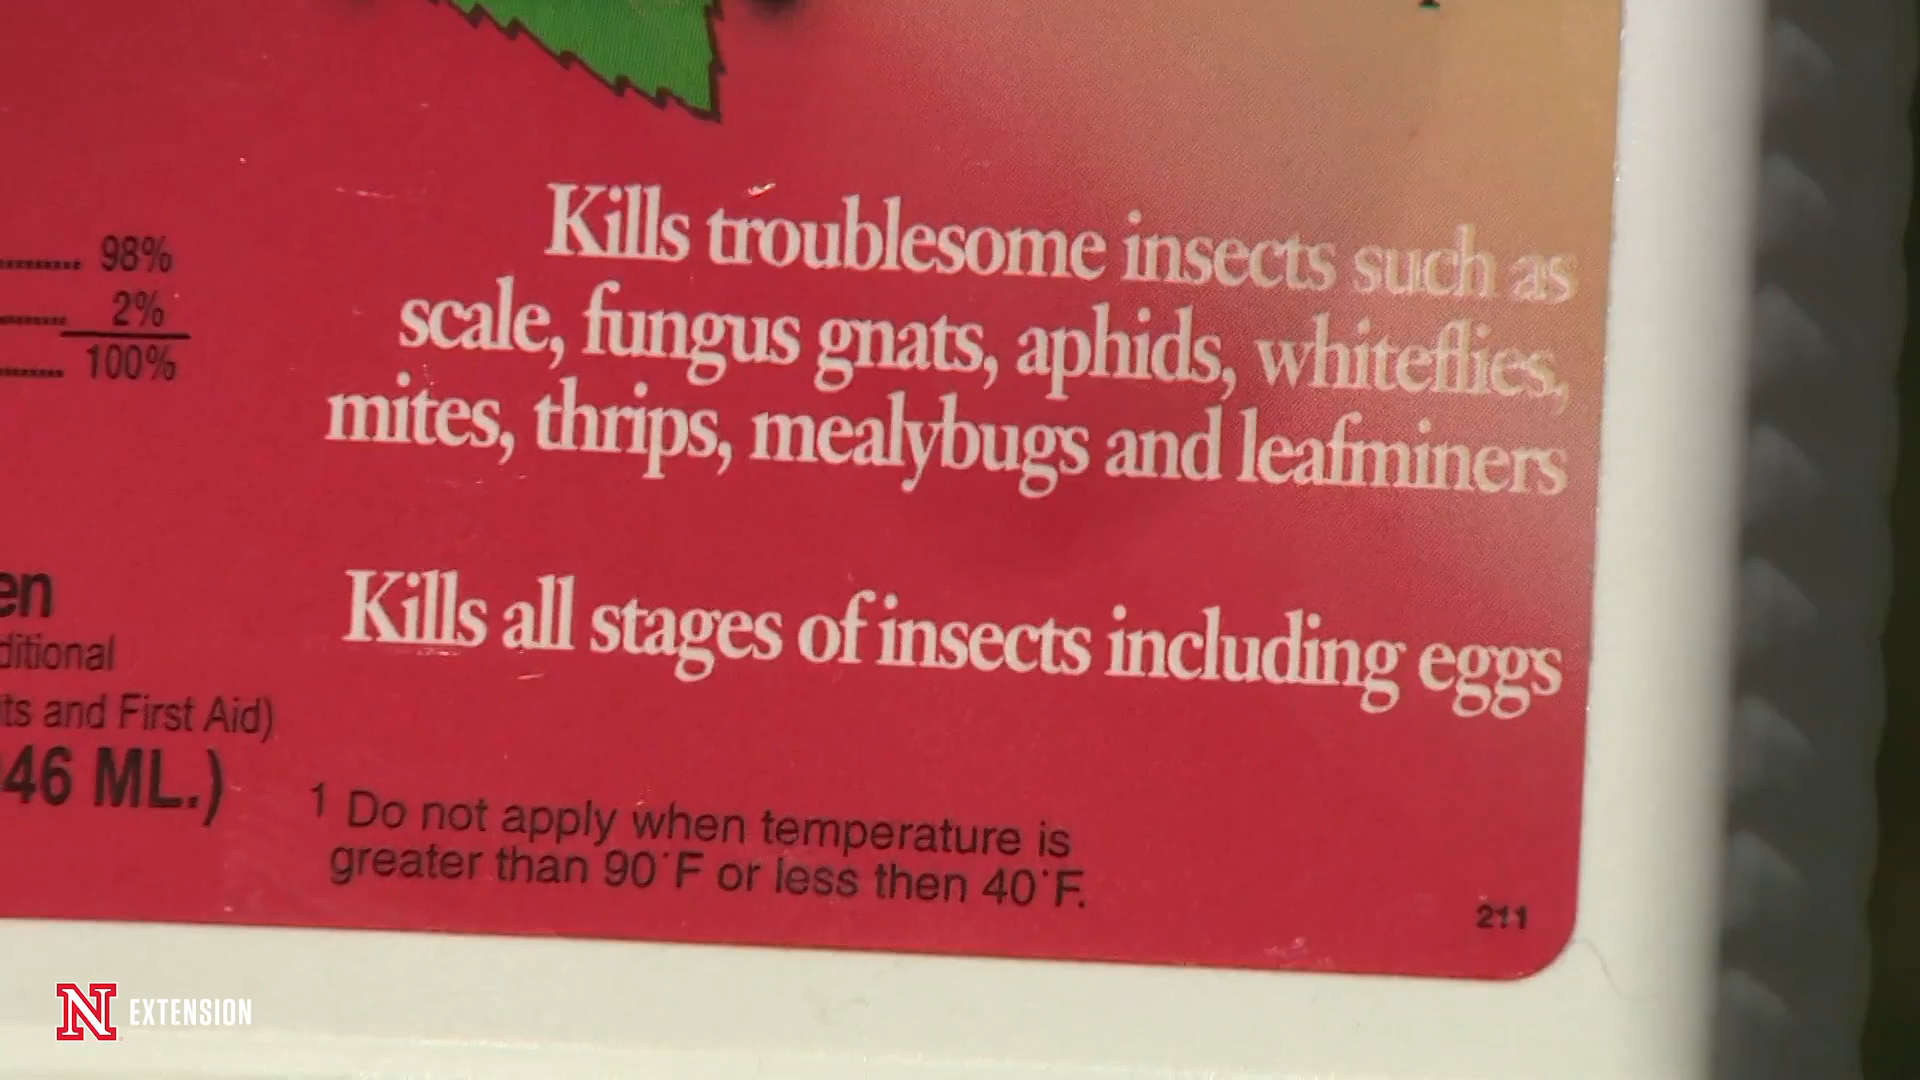 98%
2%
100%
Kills troublesome insects such as
scale, fungus gnats, aphids, whiteflies,
mites, thrips, mealybugs and leafminers
Kills all stages of insects including eggs
en
ditional
ts and First Aid)
46 ML.)
1 Do not apply when temperature is
greater than 90°F or less then 40°F.
211
N EXTENSION